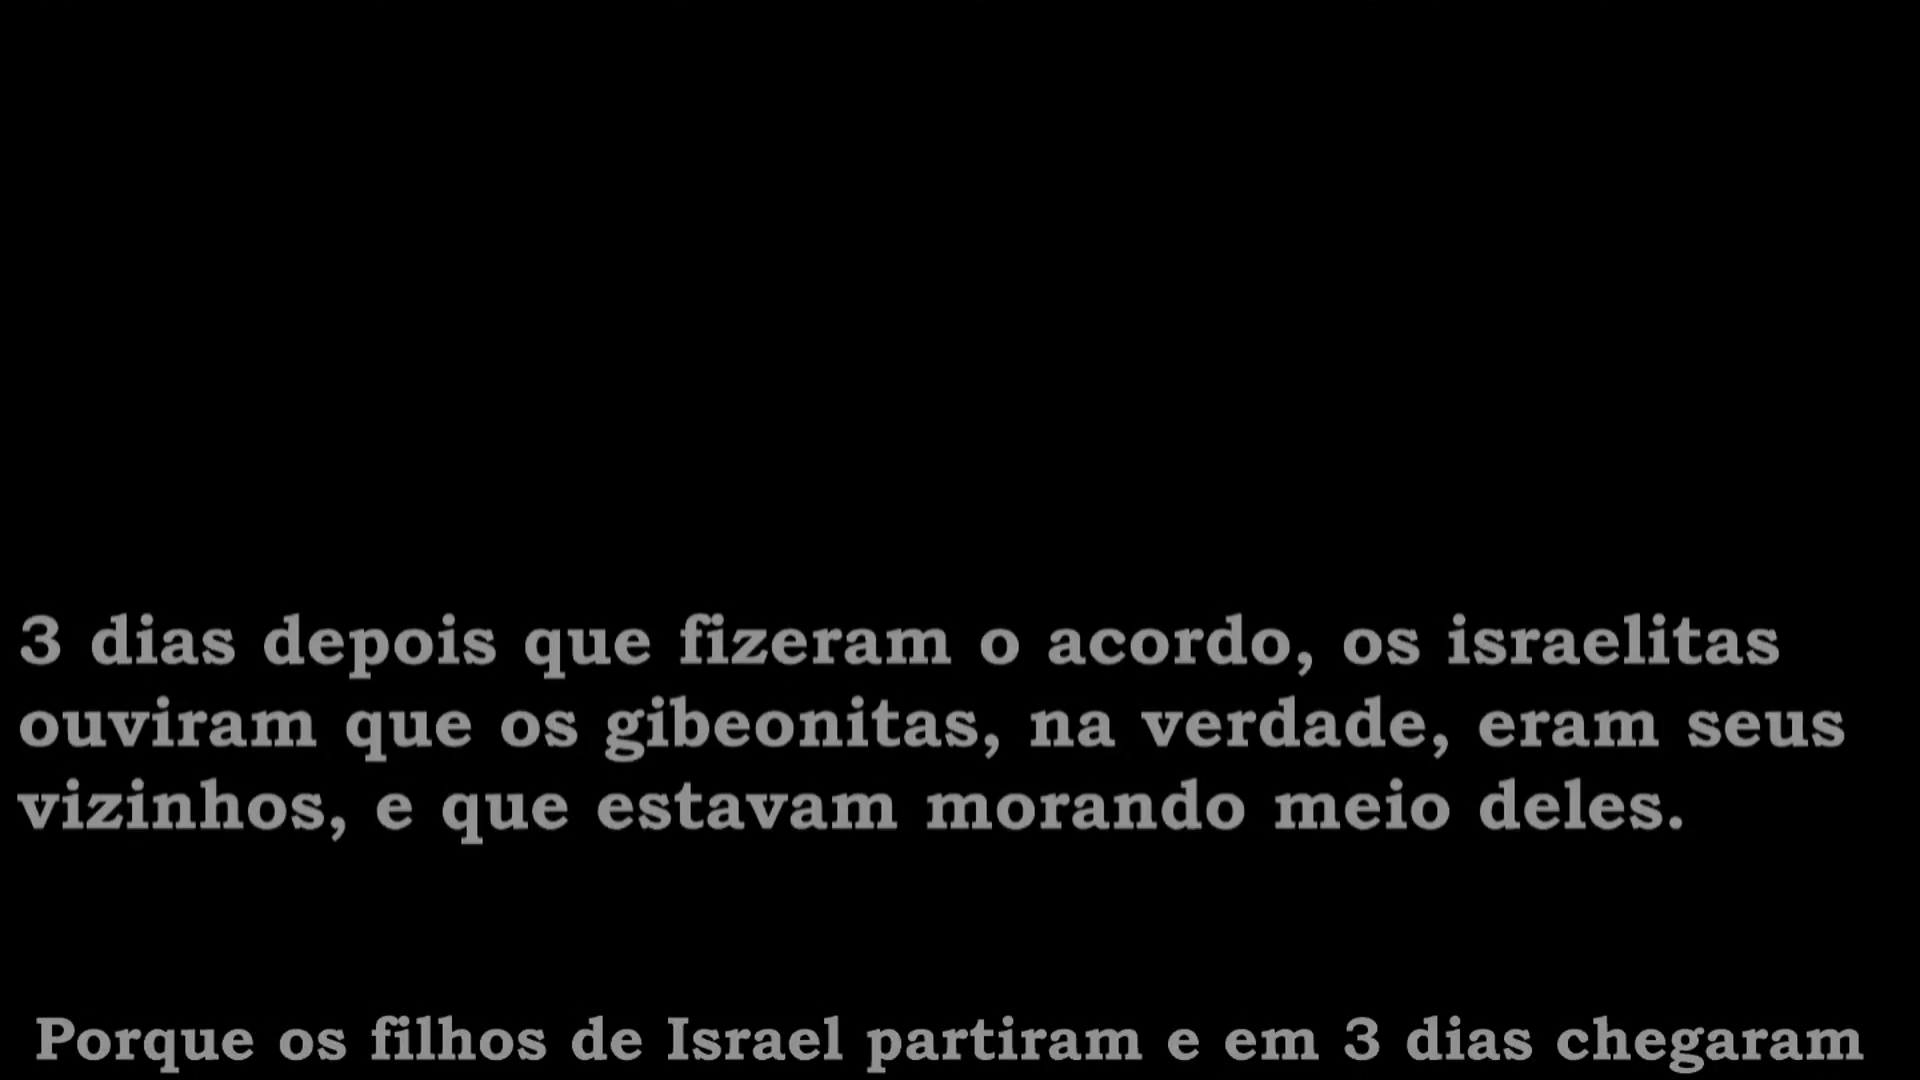 3 dias depois que fizeram o acordo, os israelitas
ouviram que os gibeonitas, na verdade, eram seus
vizinhos, e que estavam morando meio deles.
Porque os filhos de Israel partiram e em 3 dias chegaram